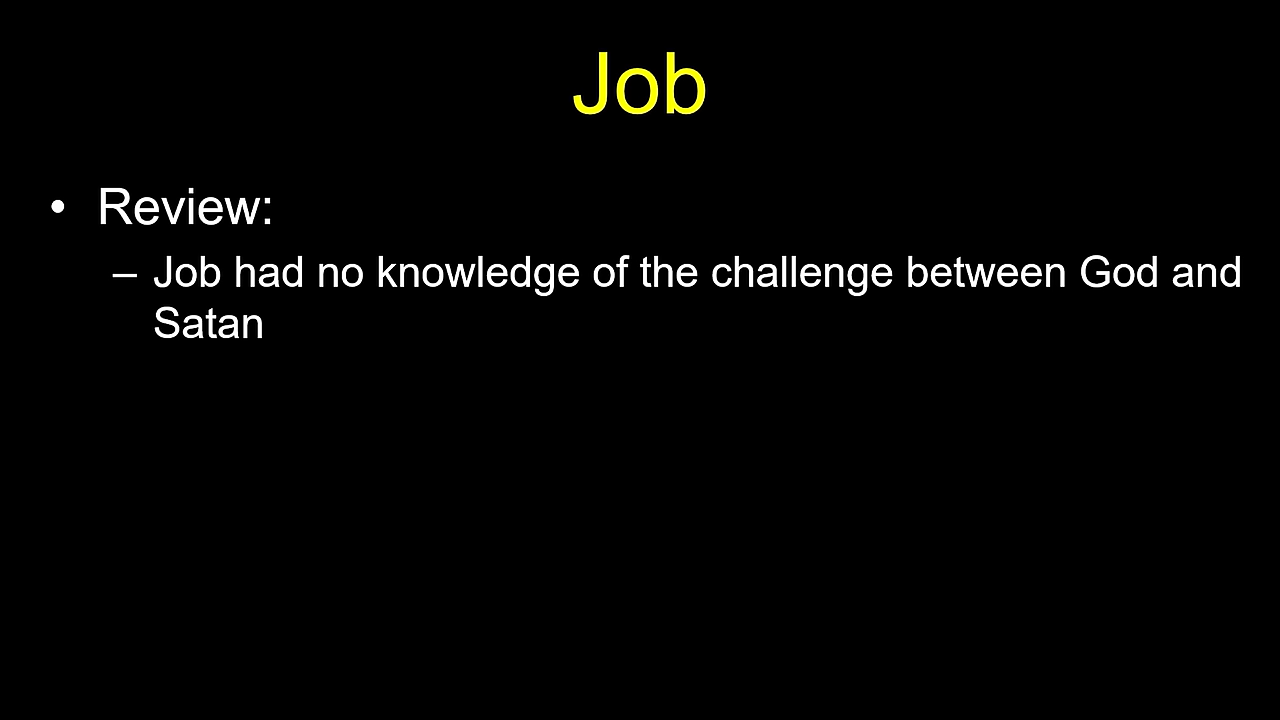 Job
• Review:
– Job had no knowledge of the challenge between God and
Satan